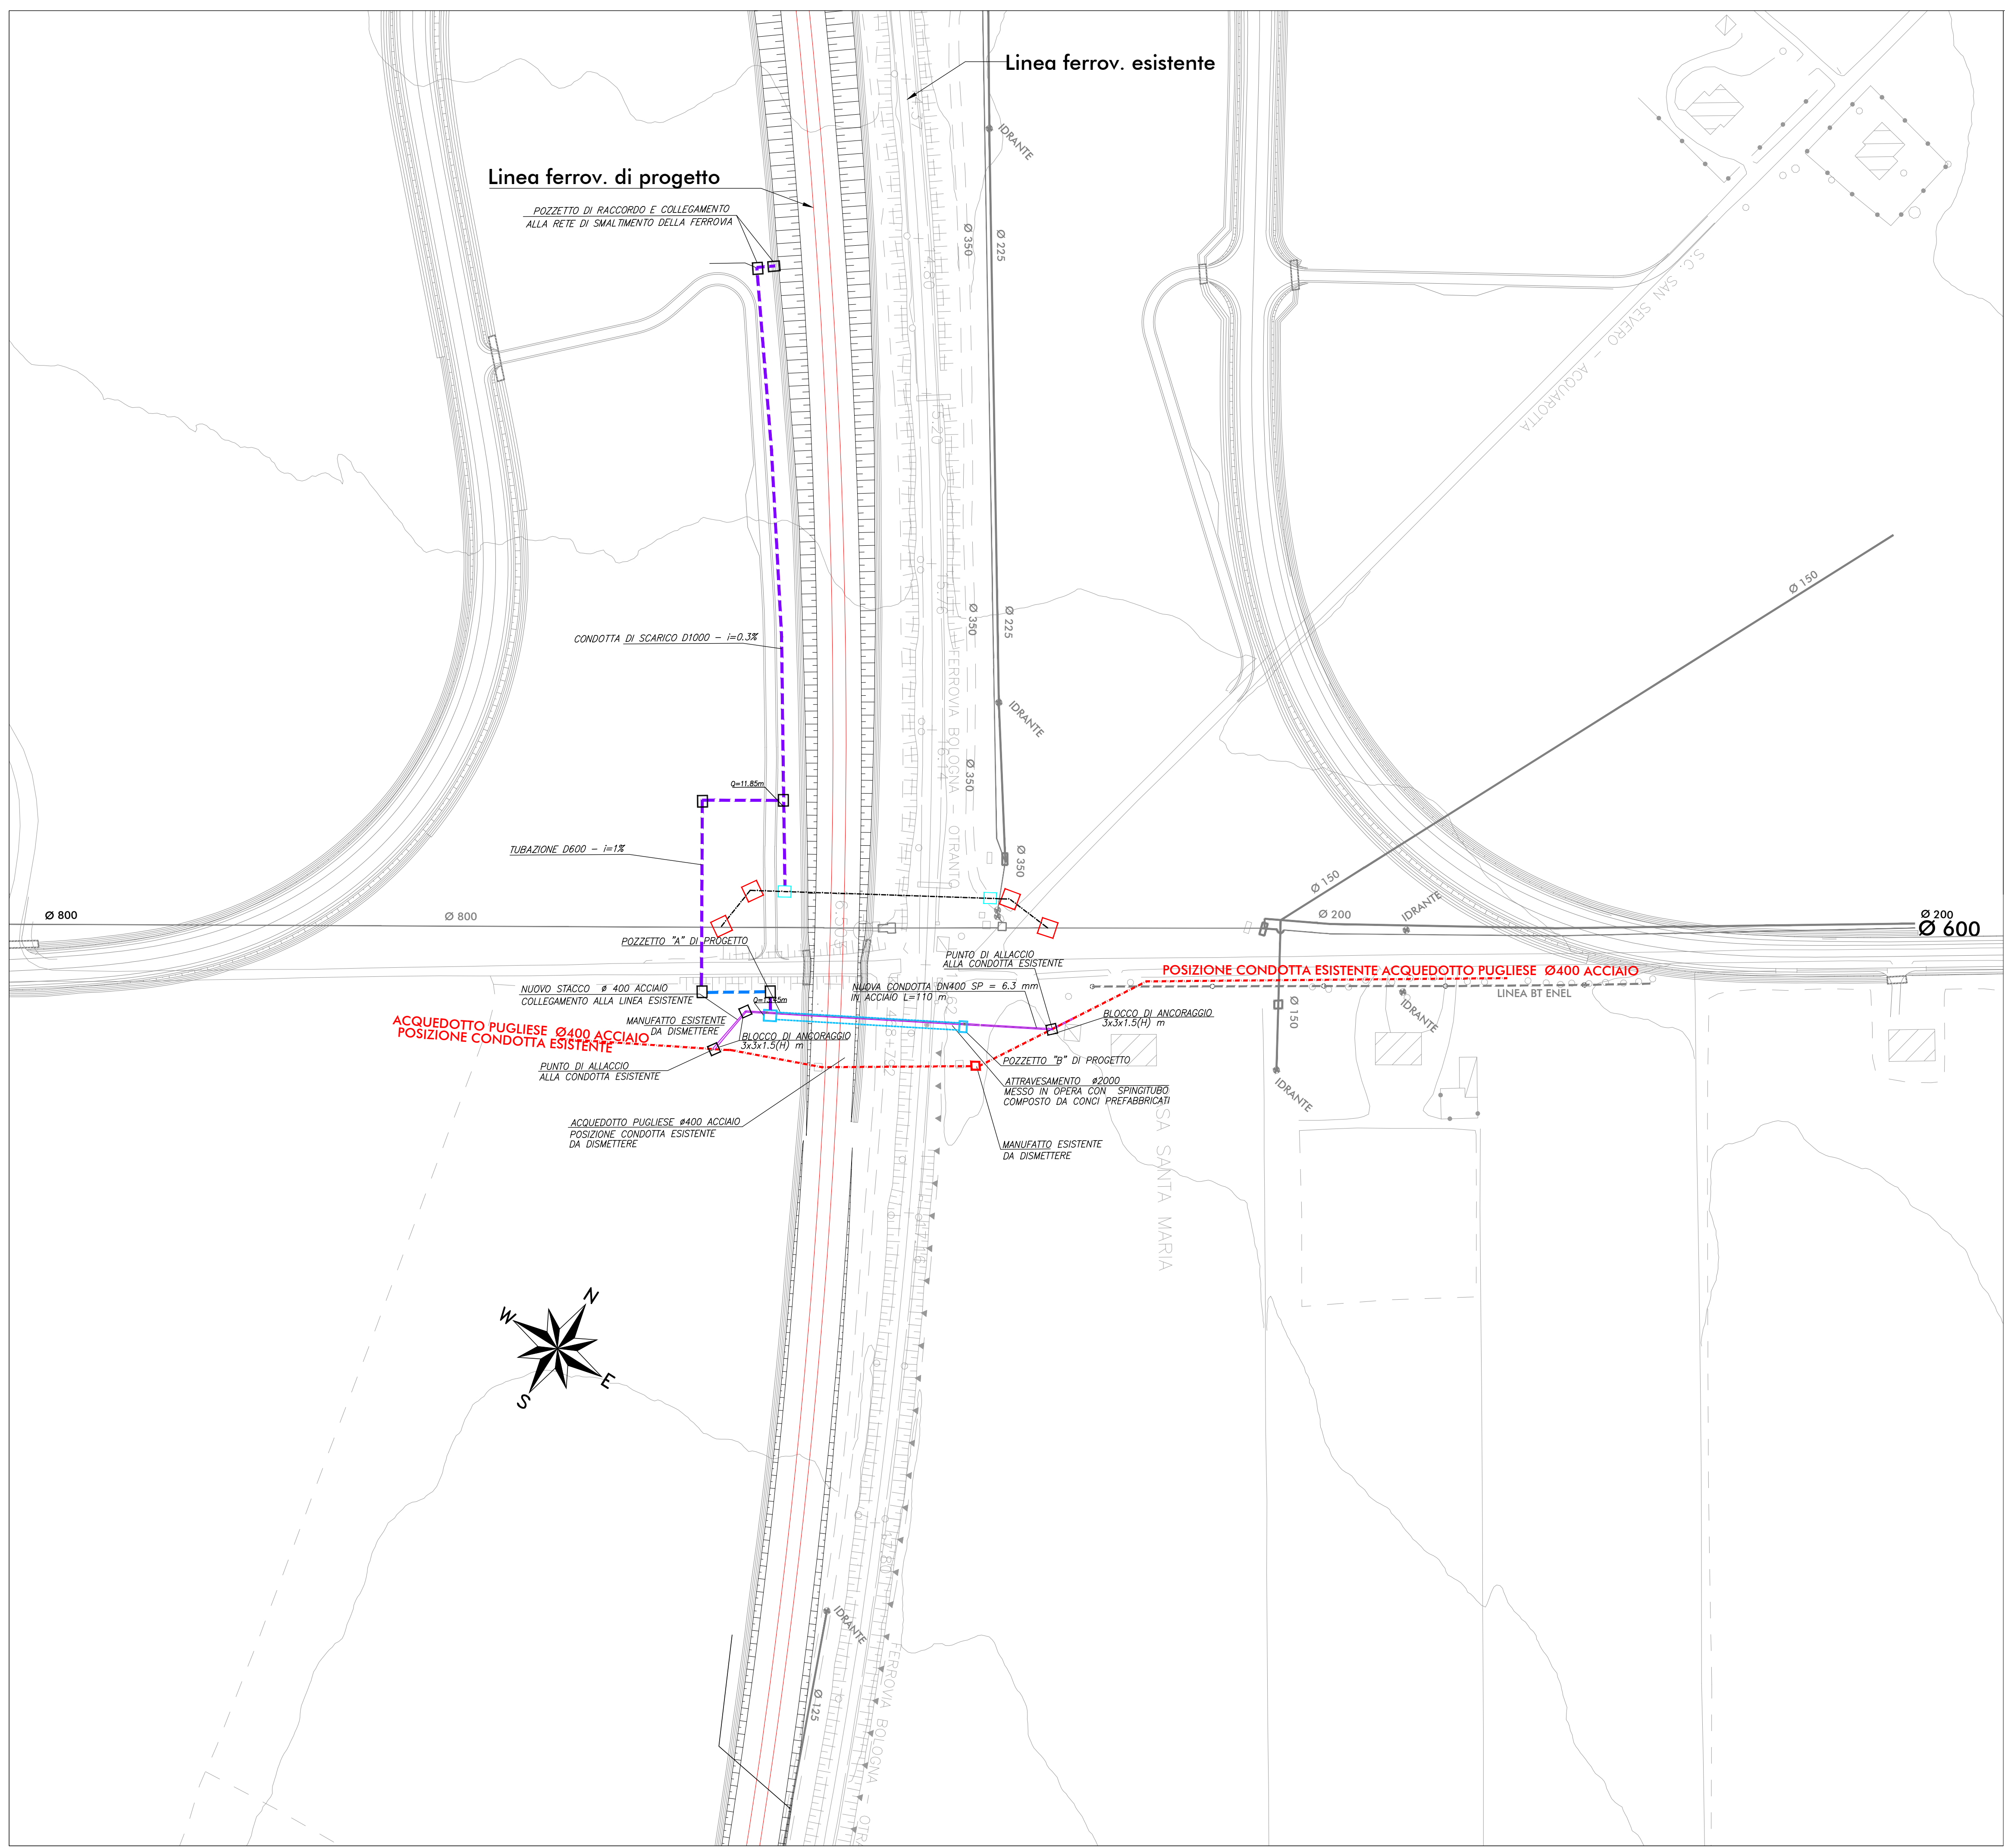 Linea ferrov. esistente
IDRANTE
Linea ferrov. di progetto
POZZETTO DI RACCORDO E COLLEGAMENTO
ALLA RETE DI SMALTIMENTO DELLA FERROVIA
Ø 350
Ø 225
4.80
S.C. SAN SEVERO - ACQUAROTTA
5.20
Ø 150
Ø 350
Ø 225
CONDOTTA DI SCARICO D1000 - i=0.3%
FERROVIA BOLOGNA - OTRANTO
IDRANTE
Ø 350
Q=11.85m
TUBAZIONE D600 - i=1%
Ø 350
Ø 150
IDRANTE
Ø 800
Ø 800
Ø 200
Ø 200
Ø 600
POZZETTO "A" DI PROGETTO
PUNTO DI ALLACCIO
ALLA CONDOTTA ESISTENTE
POSIZIONE CONDOTTA ESISTENTE ACQUEDOTTO PUGLIESE Ø400 ACCIAIO
NUOVO STACCO ø 400 ACCIAIO
COLLEGAMENTO ALLA LINEA ESISTENTE
NUOVA CONDOTTA DN400 SP = 6.3 mm
IN ACCIAIO L=110 m
LINEA BT ENEL
IDRANTE
Ø 150
MANUFATTO ESISTENTE
DA DISMETTERE
BLOCCO DI ANCORAGGIO
3x3x1.5(H) m
ACQUEDOTTO PUGLIESE Ø400 ACCIAIO
POSIZIONE CONDOTTA ESISTENTE
BLOCCO DI ANCORAGGIO
3x3x1.5(H) m
PUNTO DI ALLACCIO
ALLA CONDOTTA ESISTENTE
POZZETTO "B" DI PROGETTO
ATTRAVESAMENTO ø2000
MESSO IN OPERA CON SPINGITUBO
COMPOSTO DA CONCI PREFABBRICATI
IDRANTE
ACQUEDOTTO PUGLIESE ø400 ACCIAIO
POSIZIONE CONDOTTA ESISTENTE
DA DISMETTERE
MANUFATTO ESISTENTE
DA DISMETTERE
SANTA MARIA
N
W
E
S
IDRANTE
Ø 125
FERROVIA BOLOGNA - OTRA